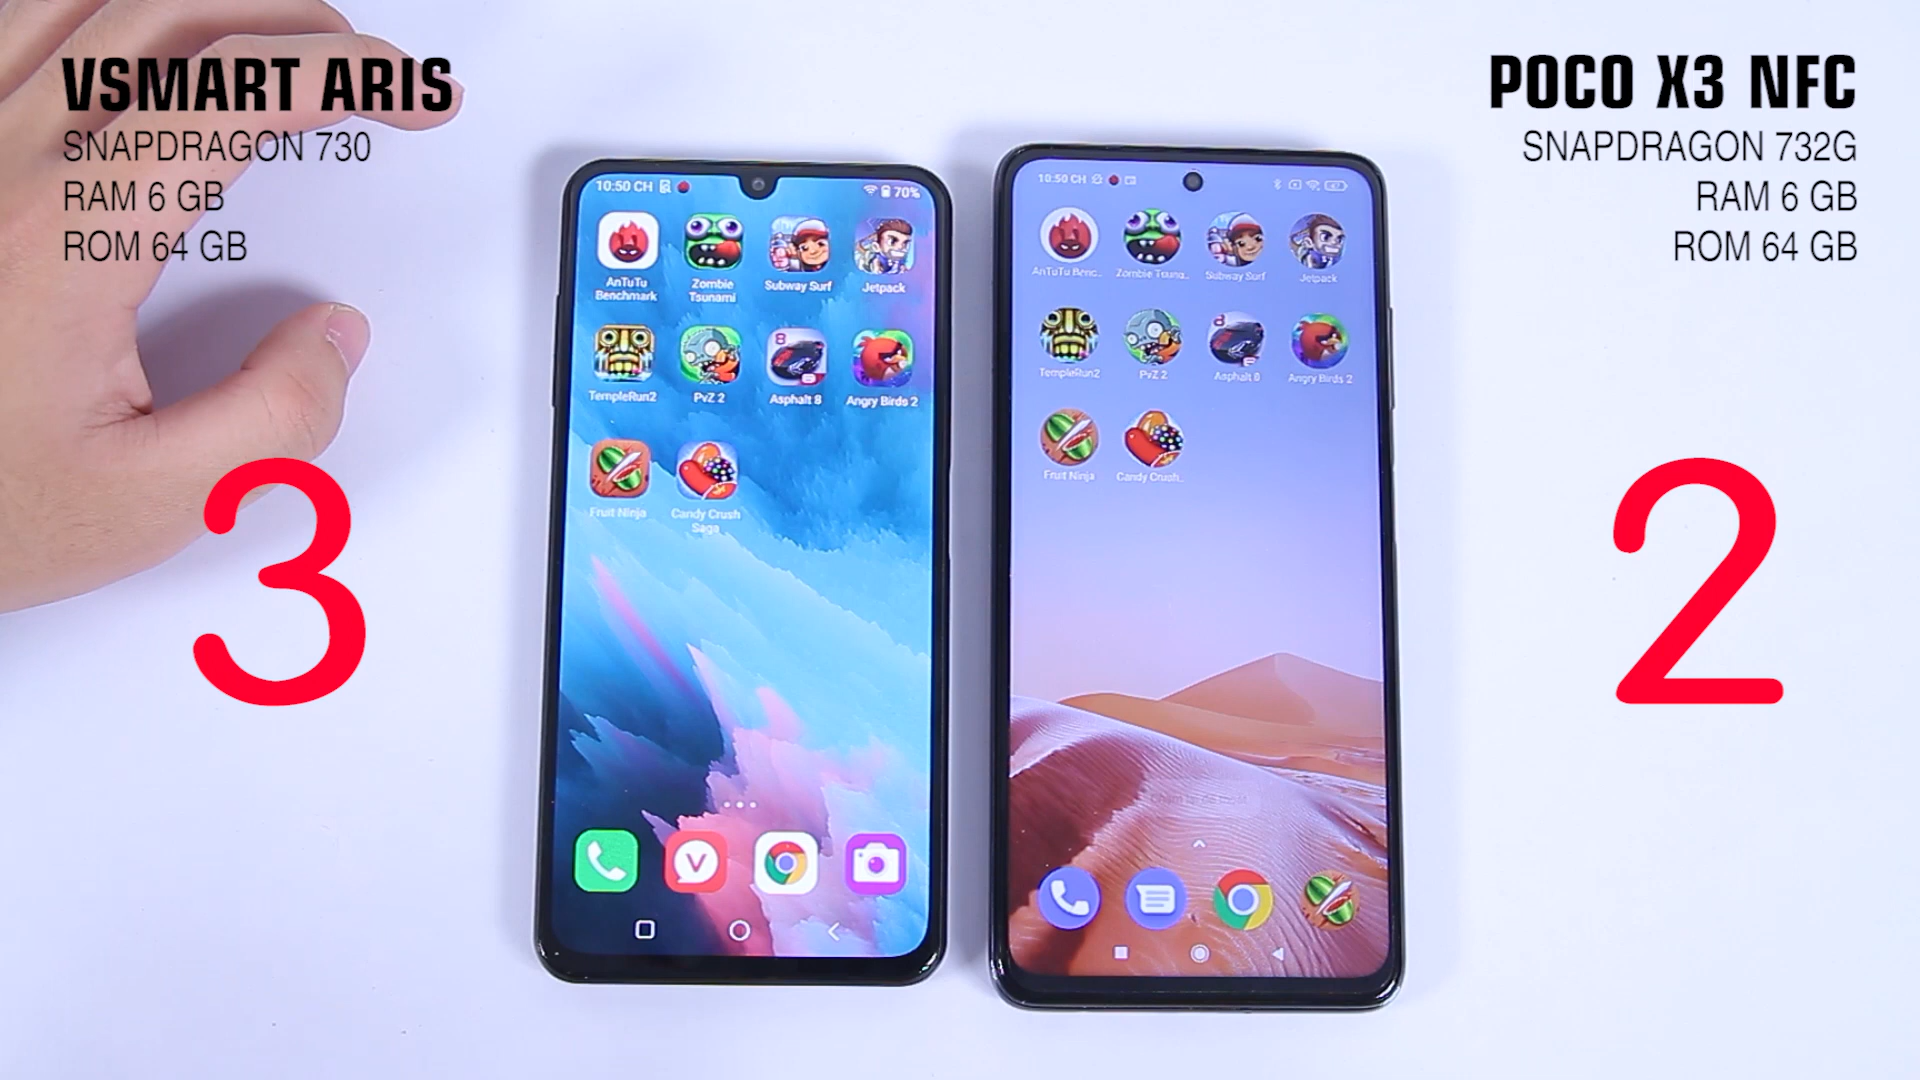 VSMART ARIS
SNAPDRAGON 730
RAM 6 GB
ROM 64 GB
3
POCO X3 NFC
SNAPDRAGON 732G
RAM 6 GB
ROM 64 GB
2
10:50 CH
70%
AnTuTu Benchmark
Zombie Tsunami
Subway Surf
Jetpack
TempleRun2
PvZ 2
Asphalt 8
Angry Birds 2
Fruit Ninja
Candy Crush Saga
10:50 CH
AnTuTu Benc..
Zombie Tsuna..
Subway Surf
Jetpack
TempleRun2
PvZ 2
Asphalt 8
Angry Birds 2
Fruit Ninja
Candy Crush..